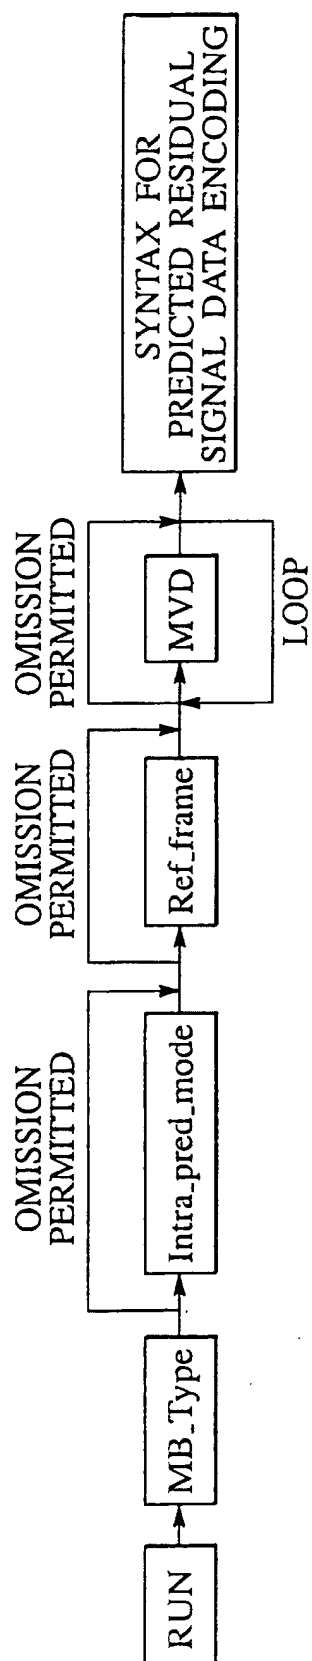 RUN
MB_Type
Intra_pred_mode
OMISSION
PERMITTED
Ref_frame
OMISSION
PERMITTED
MVD
OMISSION
PERMITTED
LOOP
SYNTAX FOR
PREDICTED RESIDUAL
SIGNAL DATA ENCODING